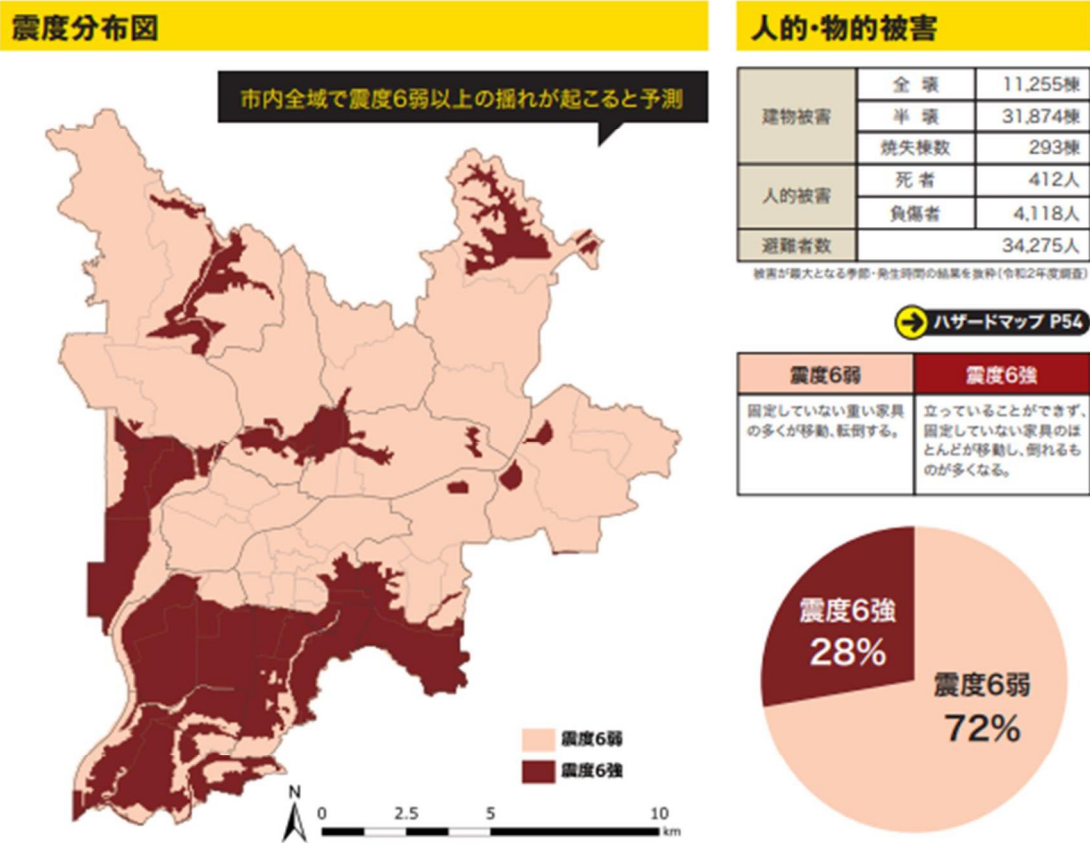 震度分布図
市内全域で震度6弱以上の揺れが起こると予測
震度6弱
震度6強
N
0 2.5 5 10
km
人的・物的被害
建物被害
全 壊 11,255棟
半 壊 31,874棟
焼失棟数 293棟
人的被害
死 者 412人
負傷者 4,118人
避難者数 34,275人
被害が最大となる季節・発生時間の結果を抜粋(令和2年度調査)
ハザードマップ P54
震度6弱 震度6強
固定していない重い家具
の多くが移動、転倒する。
立っていることができず、
固定していない家具のほ
とんどが移動し、倒れるも
のが多くなる。
震度6強
28%
震度6弱
72%